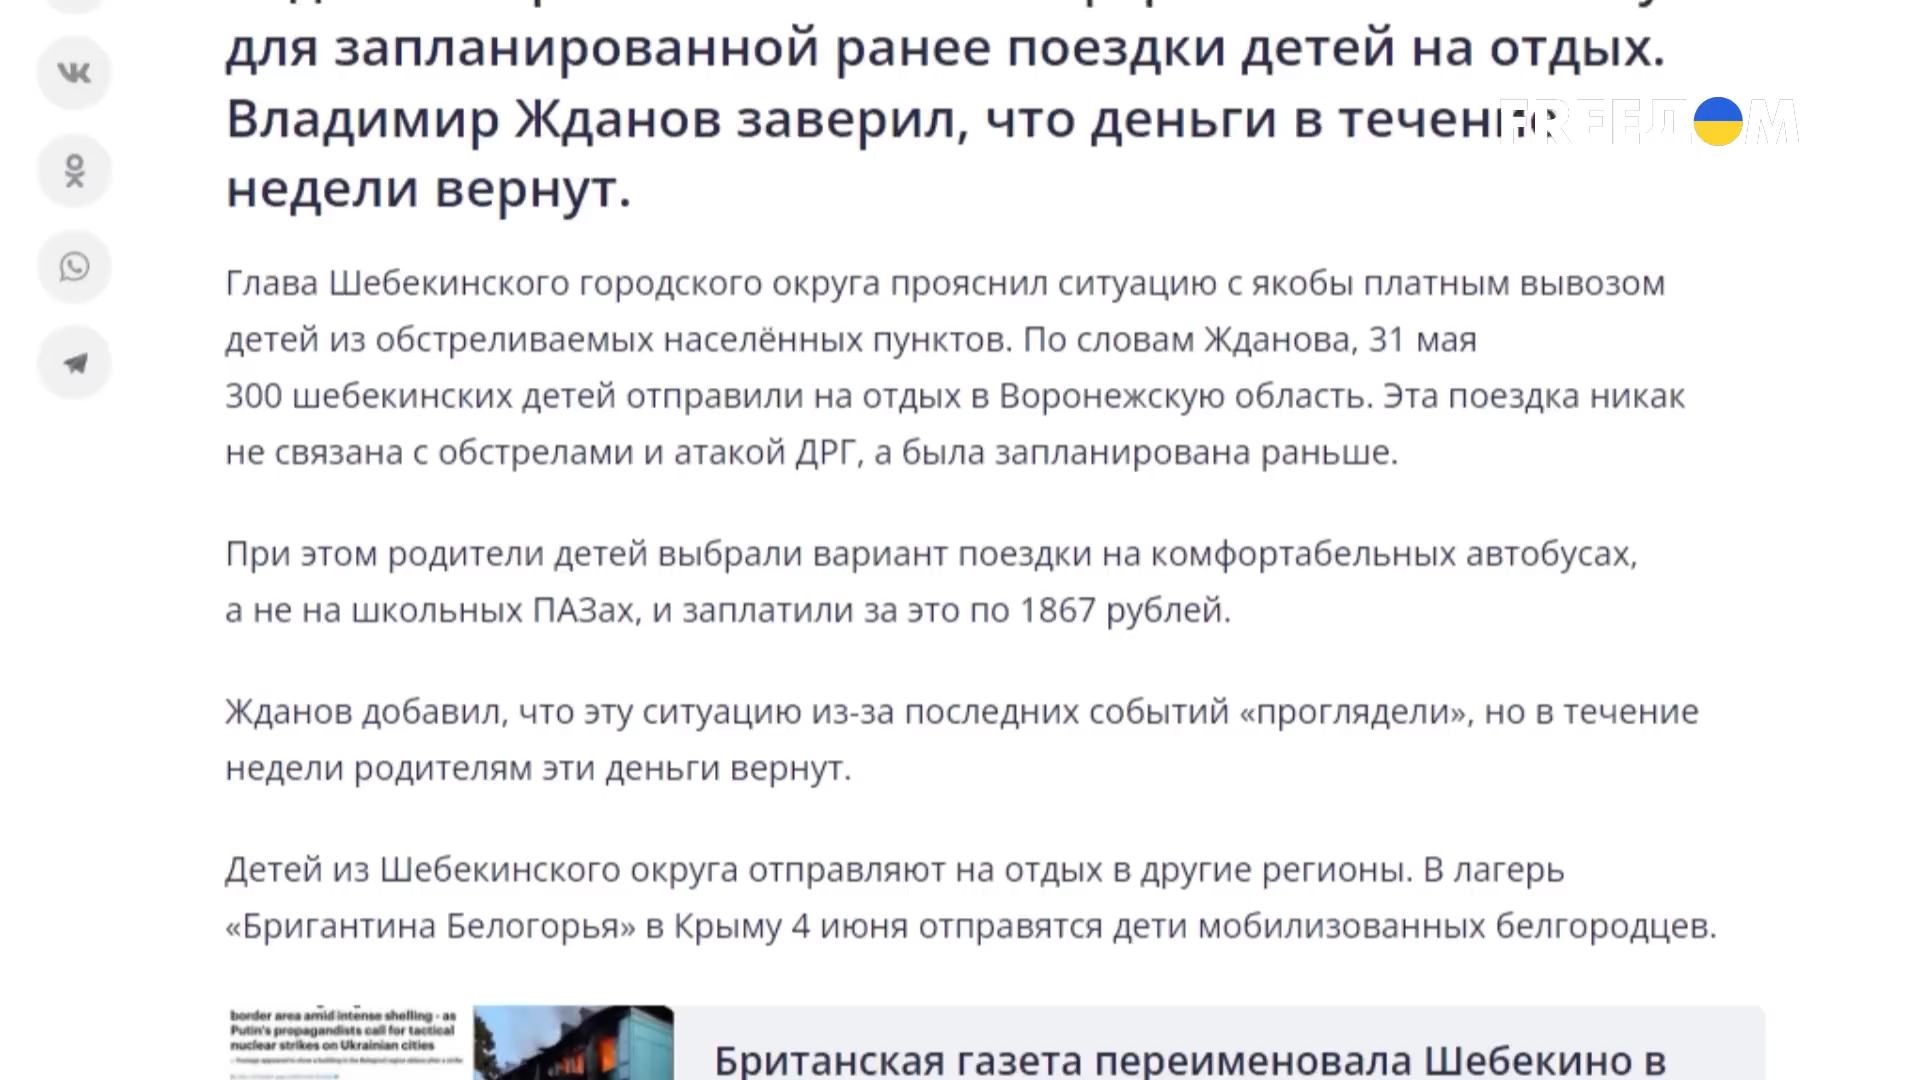 для запланированной ранее поездки детей на отдых.
Владимир Жданов заверил, что деньги в течение
FREEДOM
недели вернут.
Глава Шебекинского городского округа прояснил ситуацию с якобы платным вывозом
детей из обстреливаемых населённых пунктов. По словам Жданова, 31 мая
300 шебекинских детей отправили на отдых в Воронежскую область. Эта поездка никак
не связана с обстрелами и атакой ДРГ, а была запланирована раньше.
При этом родители детей выбрали вариант поездки на комфортабельных автобусах,
а не на школьных ПАЗах, и заплатили за это по 1867 рублей.
Жданов добавил, что эту ситуацию из-за последних событий «проглядели», но в течение
недели родителям эти деньги вернут.
Детей из Шебекинского округа отправляют на отдых в другие регионы. В лагерь
«Бригантина Белогорья» в Крыму 4 июня отправятся дети мобилизованных белгородцев.
border area amid intense shelling - as
Putin's propagandists call for tactical
nuclear strikes on Ukrainian cities
Британская газета переименовала Шебекино в